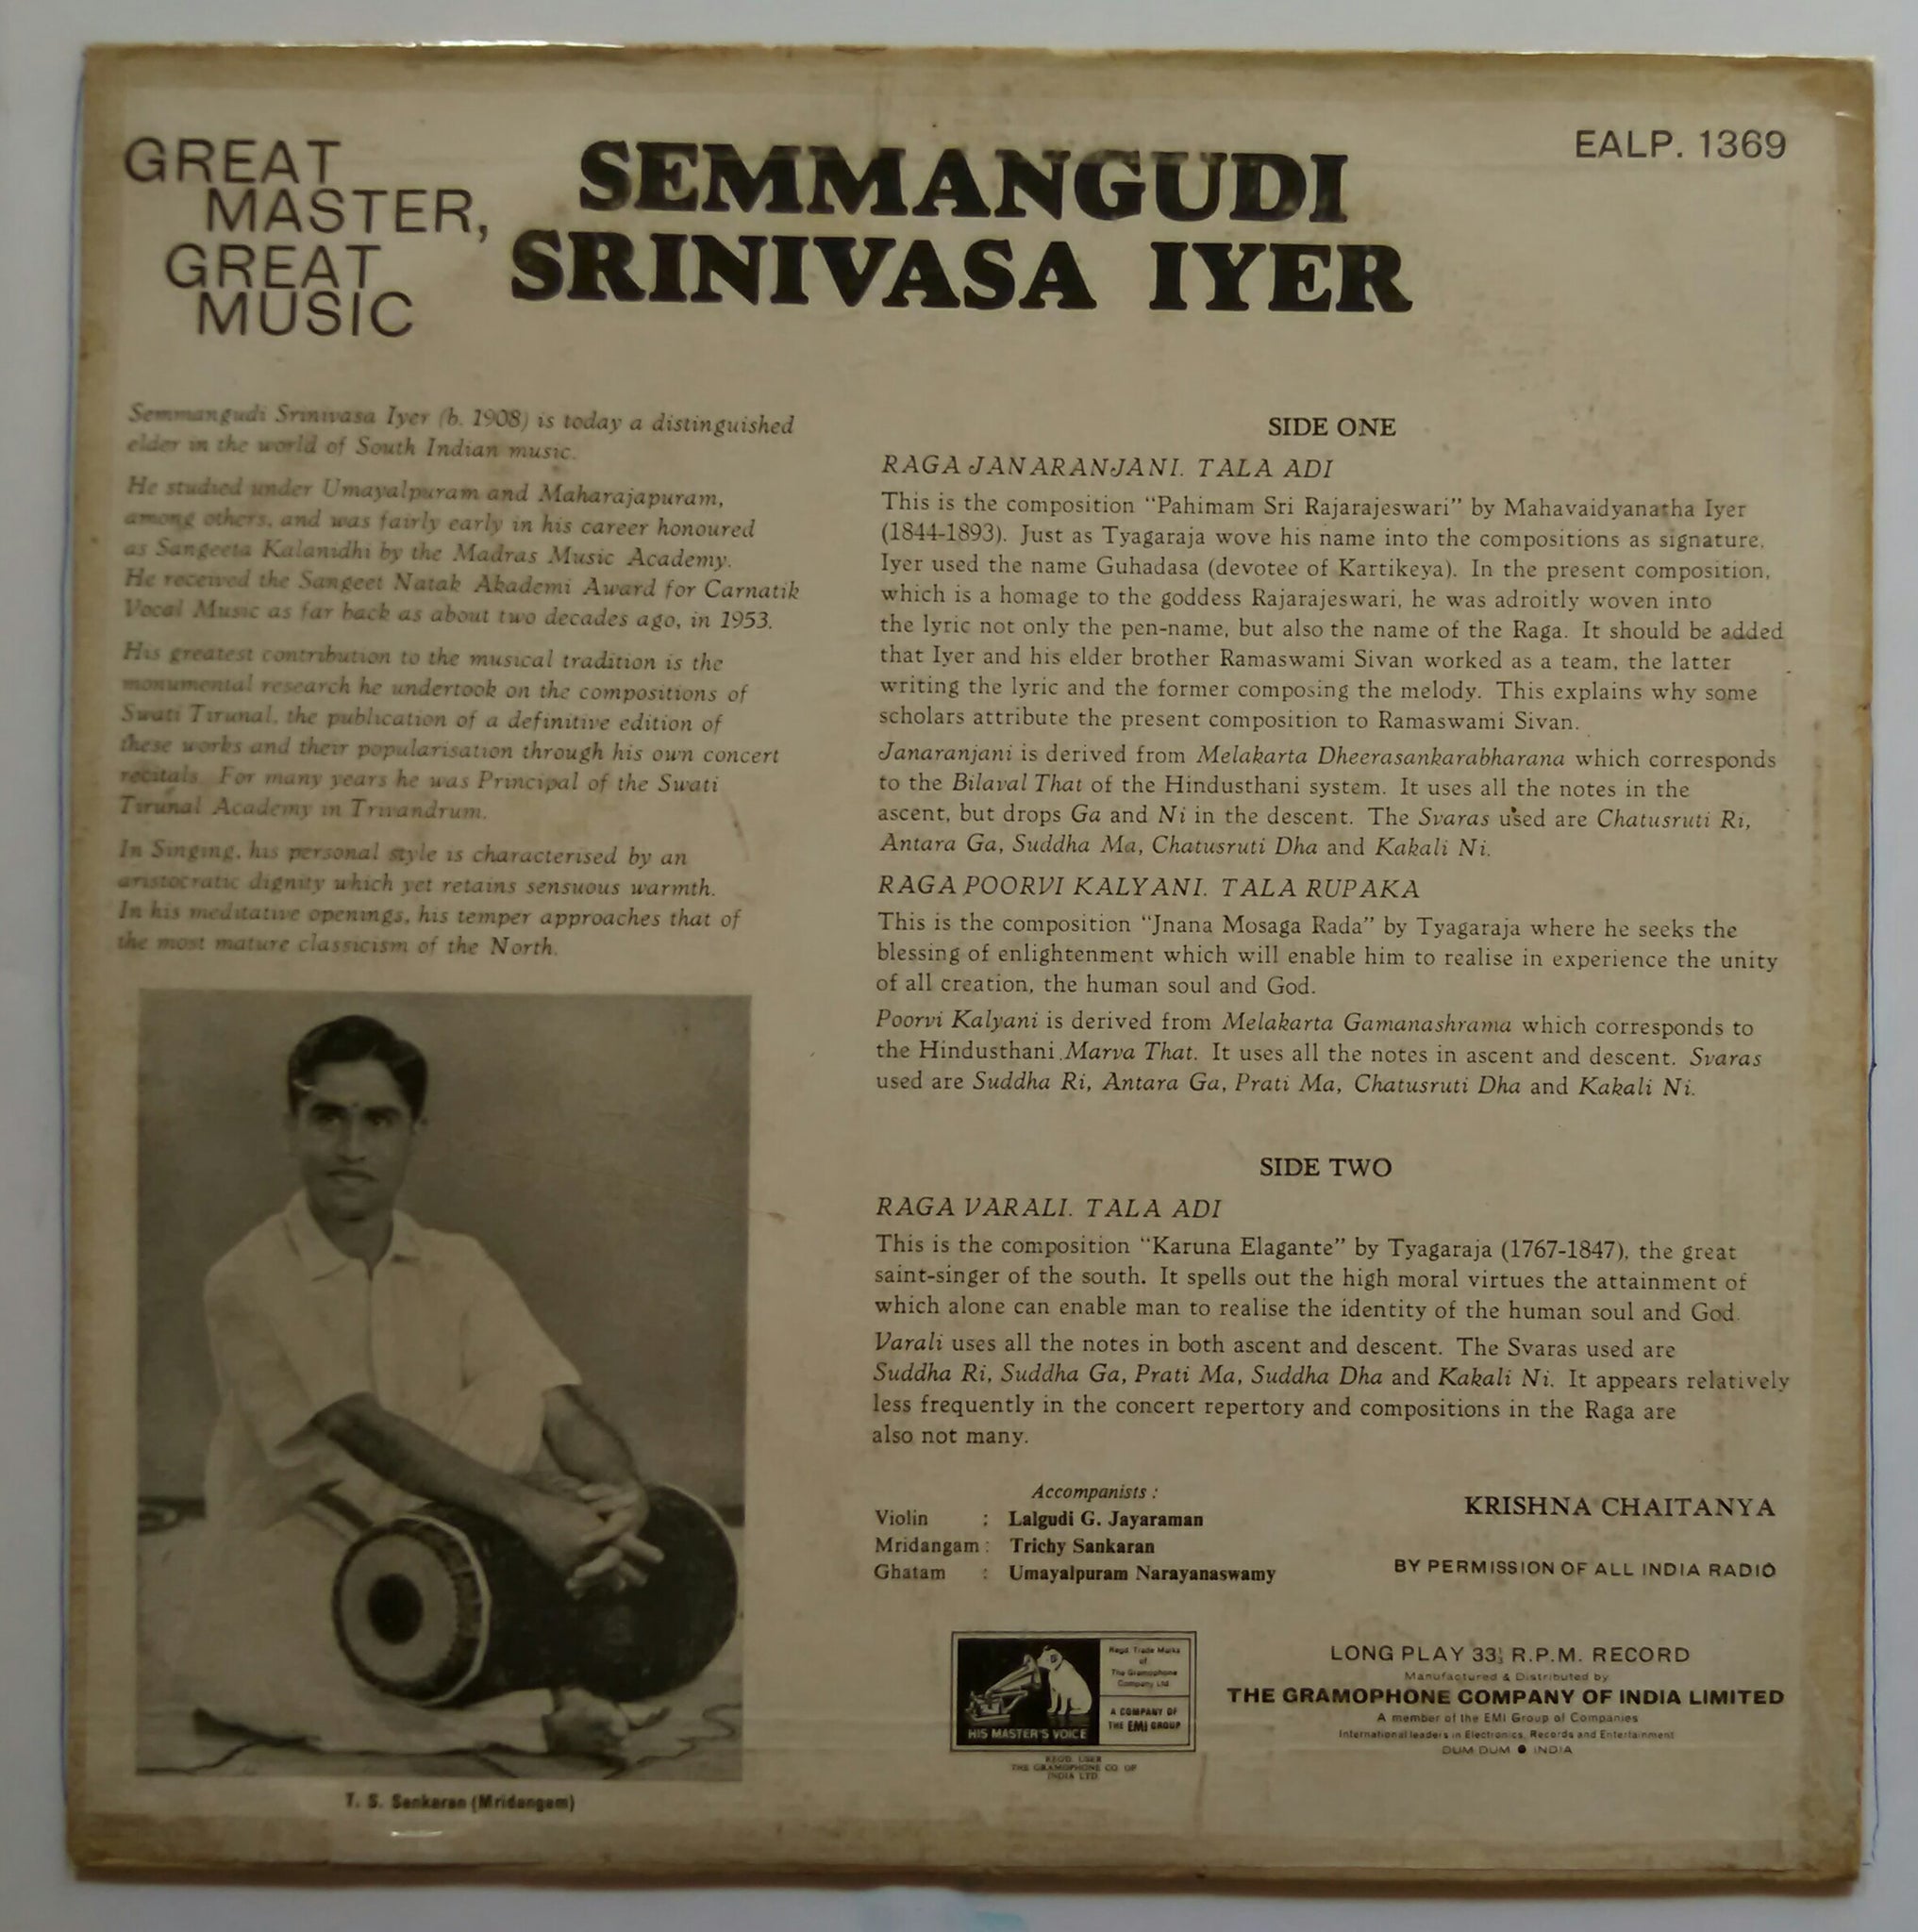 GREAT
MASTER,
GREAT
MUSIC
SEMMANGUDI
SRINIVASA IYER
EALP. 1369
Semmangudi Srinivasa Iyer (b. 1908) is today a distinguished
elder in the world of South Indian music.
He studied under Umayalpuram and Maharajapuram,
among others, and was fairly early in his career honoured
as Sangeeta Kalanidhi by the Madras Music Academy.
He received the Sangeet Natak Akademi Award for Carnatik
Vocal Music as far back as about two decades ago, in 1953.
His greatest contribution to the musical tradition is the
monumental research he undertook on the compositions of
Swati Tirunal, the publication of a definitive edition of
these works and their popularisation through his own concert
recitals. For many years he was Principal of the Swati
Tirunal Academy in Trivandrum.
In Singing, his personal style is characterised by an
aristocratic dignity which yet retains sensuous warmth.
In his meditative openings, his temper approaches that of
the most mature classicism of the North.
T. S. Sankaran (Mridangam)
SIDE ONE
RAGA JANARANJANI. TALA ADI
This is the composition "Pahimam Sri Rajarajeswari" by Mahavaidyanatha Iyer
(1844-1893). Just as Tyagaraja wove his name into the compositions as signature,
Iyer used the name Guhadasa (devotee of Kartikeya). In the present composition,
which is a homage to the goddess Rajarajeswari, he was adroitly woven into
the lyric not only the pen-name, but also the name of the Raga. It should be added
that Iyer and his elder brother Ramaswami Sivan worked as a team, the latter
writing the lyric and the former composing the melody. This explains why some
scholars attribute the present composition to Ramaswami Sivan.
Janaranjani is derived from Melakarta Dheerasankarabharana which corresponds
to the Bilaval That of the Hindusthani system. It uses all the notes in the
ascent, but drops Ga and Ni in the descent. The Svaras used are Chatusruti Ri,
Antara Ga, Suddha Ma, Chatusruti Dha and Kakali Ni.
RAGA POORVI KALYANI. TALA RUPAKA
This is the composition "Jnana Mosaga Rada" by Tyagaraja where he seeks the
blessing of enlightenment which will enable him to realise in experience the unity
of all creation, the human soul and God.
Poorvi Kalyani is derived from Melakarta Gamanashrama which corresponds to
the Hindusthani Marva That. It uses all the notes in ascent and descent. Svaras
used are Suddha Ri, Antara Ga, Prati Ma, Chatusruti Dha and Kakali Ni.
SIDE TWO
RAGA VARALI. TALA ADI
This is the composition "Karuna Elagante" by Tyagaraja (1767-1847), the great
saint-singer of the south. It spells out the high moral virtues the attainment of
which alone can enable man to realise the identity of the human soul and God.
Varali uses all the notes in both ascent and descent. The Svaras used are
Suddha Ri, Suddha Ga, Prati Ma, Suddha Dha and Kakali Ni. It appears relatively
less frequently in the concert repertory and compositions in the Raga are
also not many.
Accompanists :
Violin : Lalgudi G. Jayaraman
Mridangam : Trichy Sankaran
Ghatam : Umayalpuram Narayanaswamy
KRISHNA CHAITANYA
BY PERMISSION OF ALL INDIA RADIO
HIS MASTER'S VOICE
Regd. Trade Marks
of
The Gramophone
Company Ltd.
A COMPANY OF
THE EMI GROUP
REGD. USER
THE GRAMOPHONE CO. OF
INDIA LTD
LONG PLAY 33⅓ R.P.M. RECORD
Manufactured & Distributed by
THE GRAMOPHONE COMPANY OF INDIA LIMITED
A member of the EMI Group of Companies
International leaders in Electronics, Records and Entertainment
DUM DUM ● INDIA